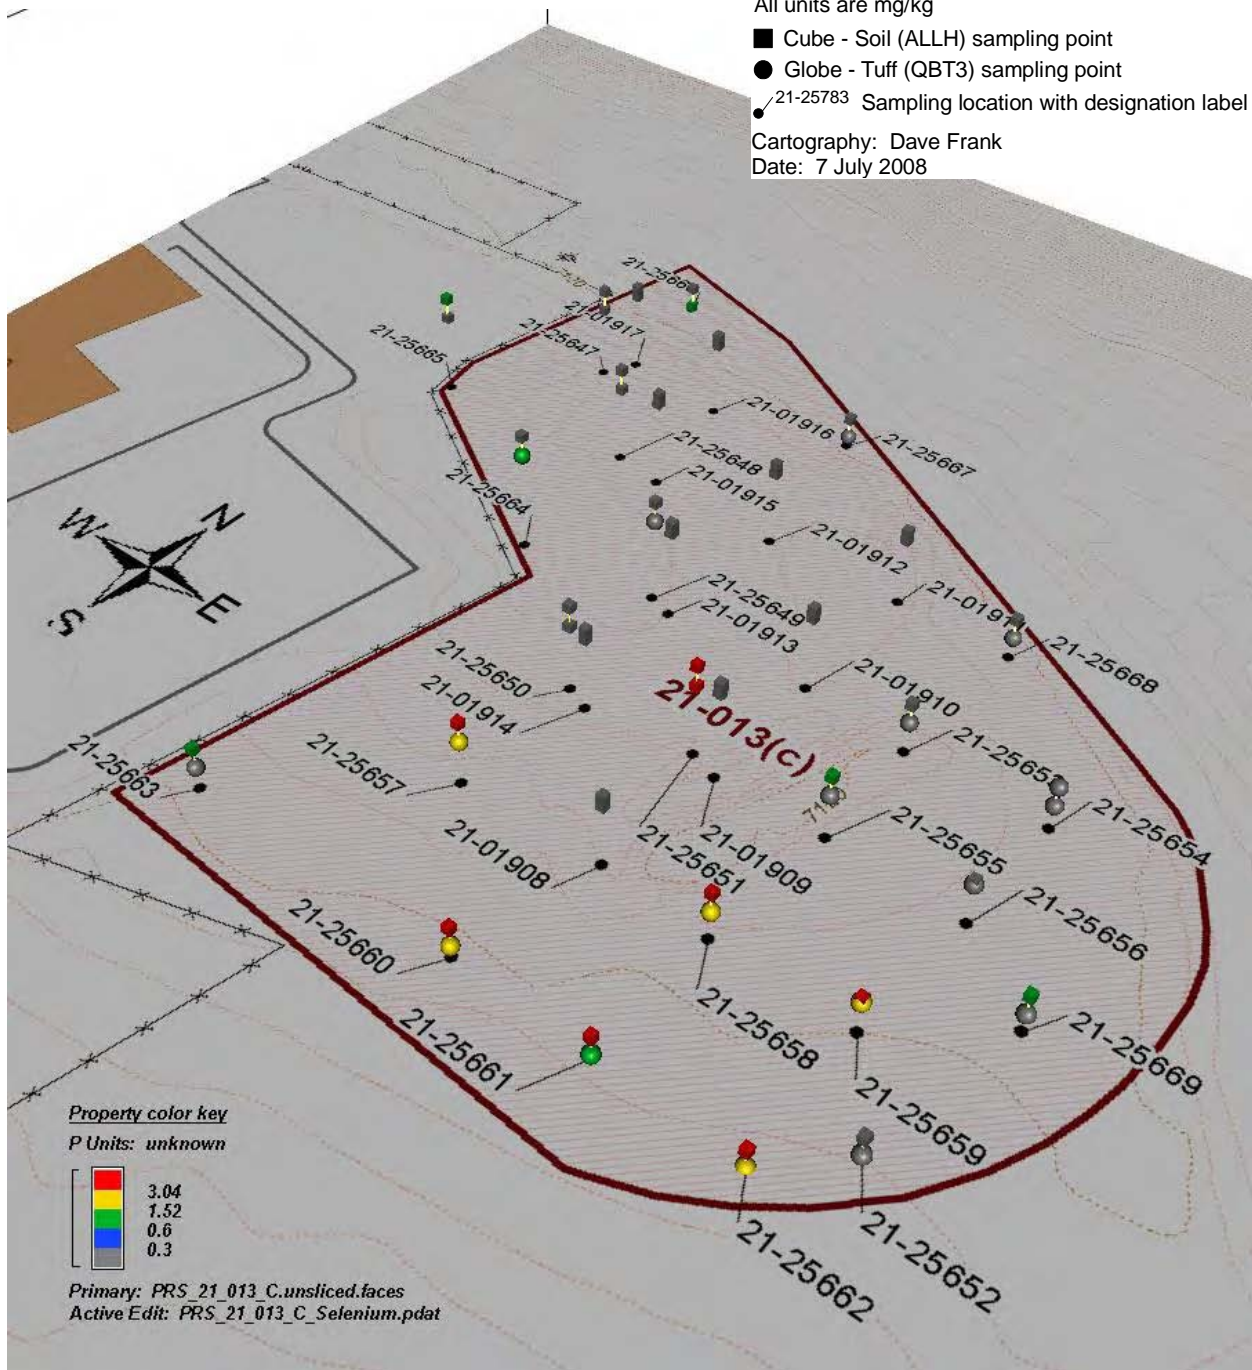 All units are mg/kg
Cube - Soil (ALLH) sampling point
Globe - Tuff (QBT3) sampling point
21-25783 Sampling location with designation label
Cartography: Dave Frank
Date: 7 July 2008
21-01917
21-25647
21-25665
21-01916
21-25667
21-25648
21-01915
21-25664
21-01912
21-25649
21-01913
21-01911
21-25668
N
W
E
S
21-25650
21-01914
21-01910
21-013(c)
21-25663
21-25657
21-25654
21-25655
21-01908
21-25651
21-01909
21-25656
21-25660
21-25658
21-25661
21-25669
21-25659
21-25662
21-25652
Property color key
P Units: unknown
3.04
1.52
0.6
0.3
Primary: PRS_21_013_C.unsliced.faces
Active Edit: PRS_21_013_C_Selenium.pdat